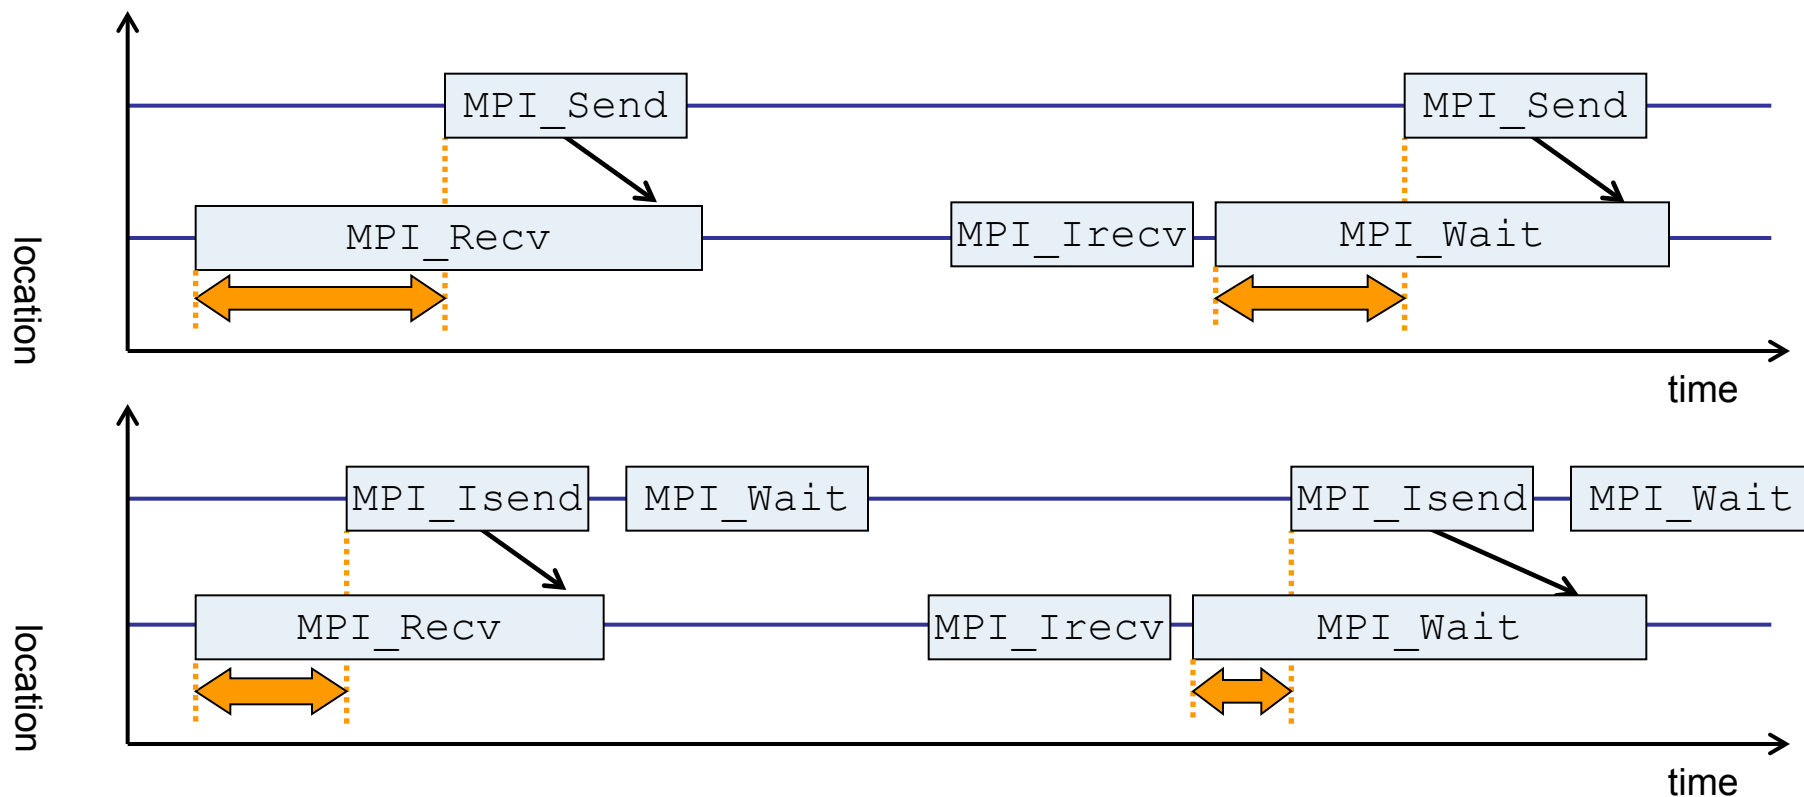 MPI_Send
MPI_Send
MPI_Recv
MPI_Irecv
MPI_Wait
location
time
MPI_Isend
MPI_Wait
MPI_Isend
MPI_Wait
MPI_Recv
MPI_Irecv
MPI_Wait
location
time